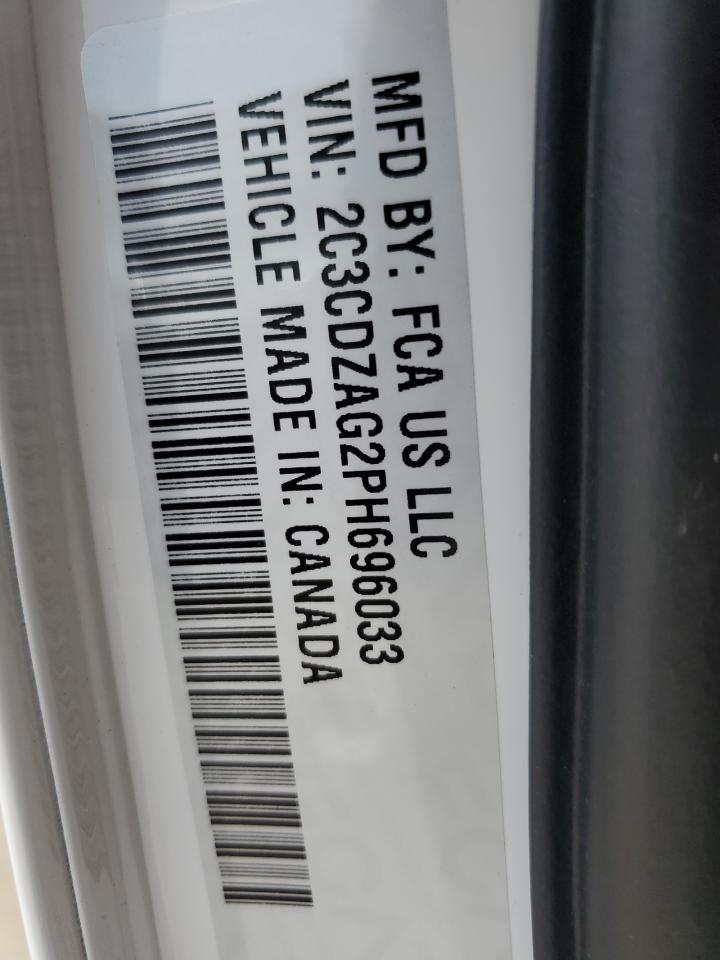 MFD BY: FCA US LLC
VIN: 2C3CDZAG2PH696033
VEHICLE MADE IN: CANADA